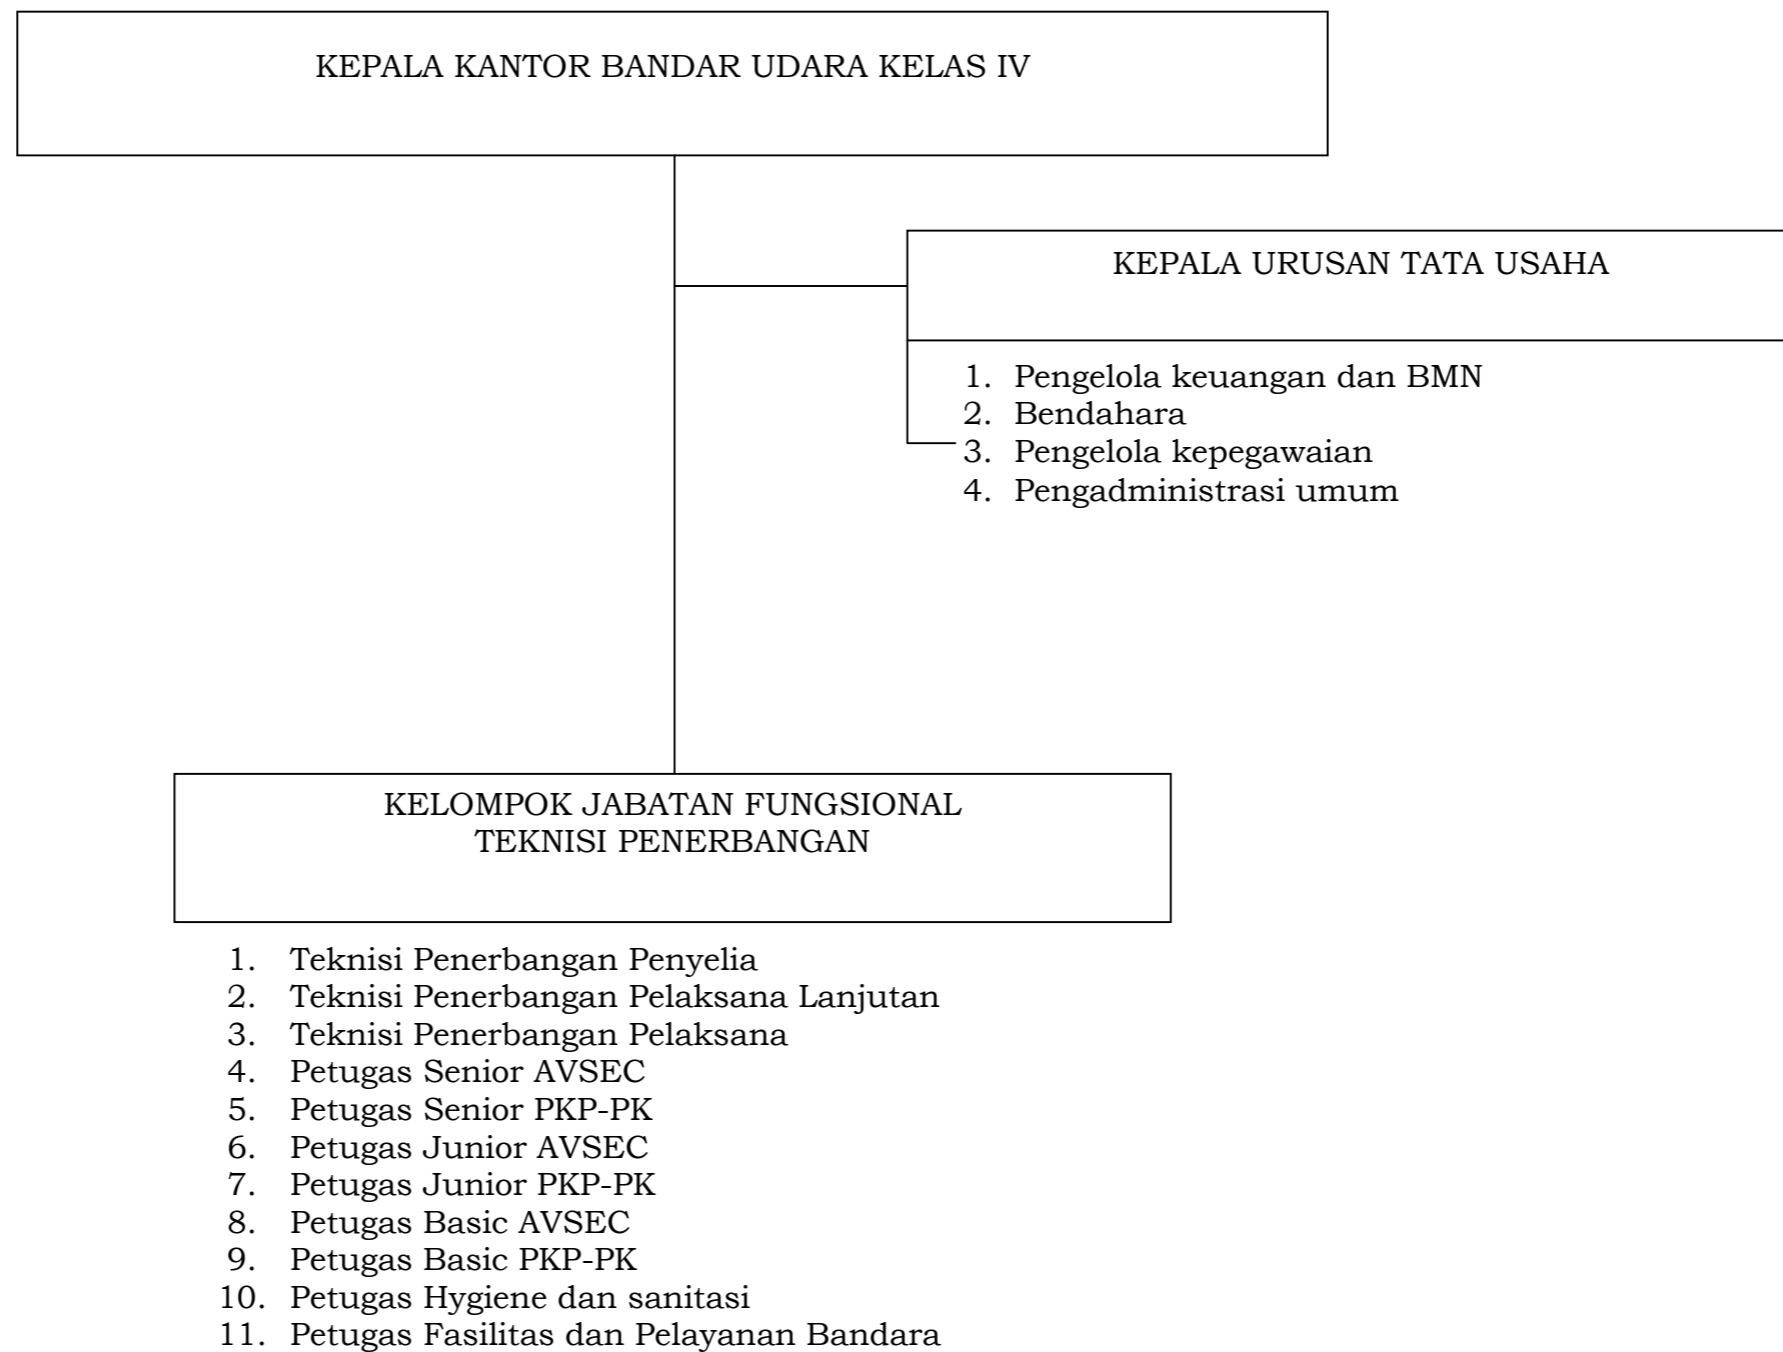 KEPALA KANTOR BANDAR UDARA KELAS IV
KEPALA URUSAN TATA USAHA
1. Pengelola keuangan dan BMN
2. Bendahara
3. Pengelola kepegawaian
4. Pengadministrasi umum
KELOMPOK JABATAN FUNGSIONAL
TEKNISI PENERBANGAN
1. Teknisi Penerbangan Penyelia
2. Teknisi Penerbangan Pelaksana Lanjutan
3. Teknisi Penerbangan Pelaksana
4. Petugas Senior AVSEC
5. Petugas Senior PKP-PK
6. Petugas Junior AVSEC
7. Petugas Junior PKP-PK
8. Petugas Basic AVSEC
9. Petugas Basic PKP-PK
10. Petugas Hygiene dan sanitasi
11. Petugas Fasilitas dan Pelayanan Bandara